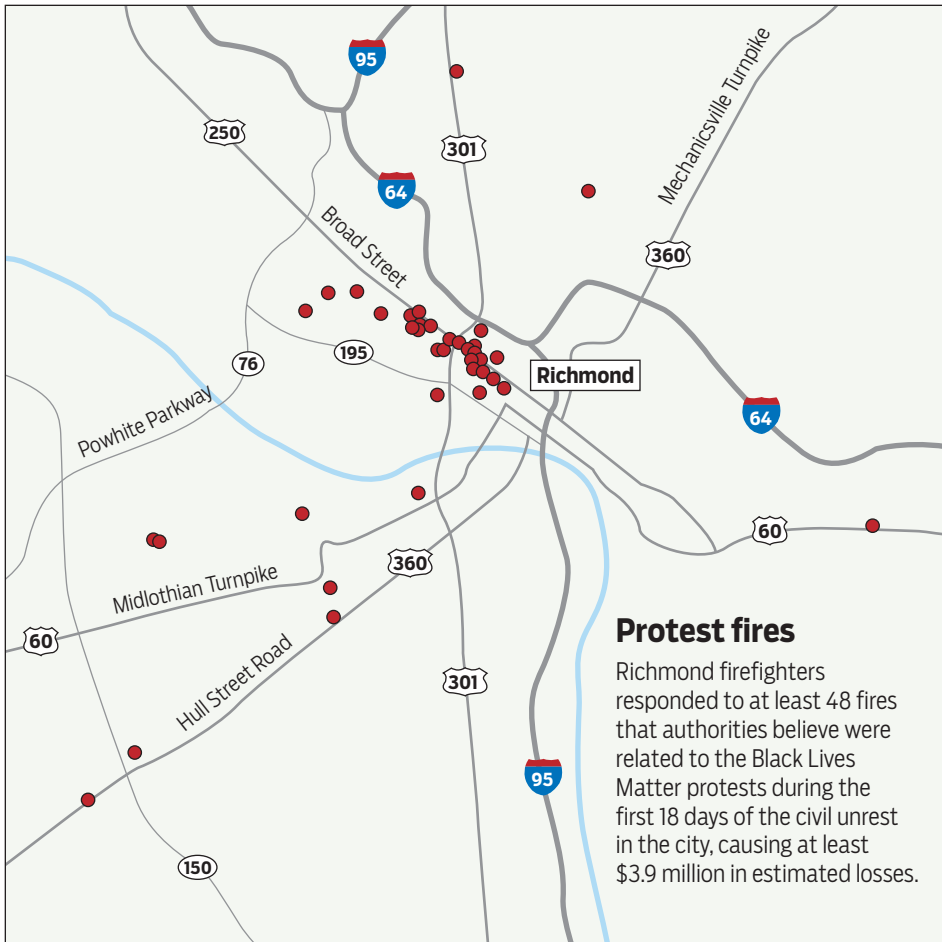 95
301
250
Mechanicsville Turnpike
64
Broad Street
360
195
76
Richmond
Powhite Parkway
64
60
360
Midlothian Turnpike
60
Hull Street Road
301
95
150
Protest fires
Richmond firefighters
responded to at least 48 fires
that authorities believe were
related to the Black Lives
Matter protests during the
first 18 days of the civil unrest
in the city, causing at least
$3.9 million in estimated losses.